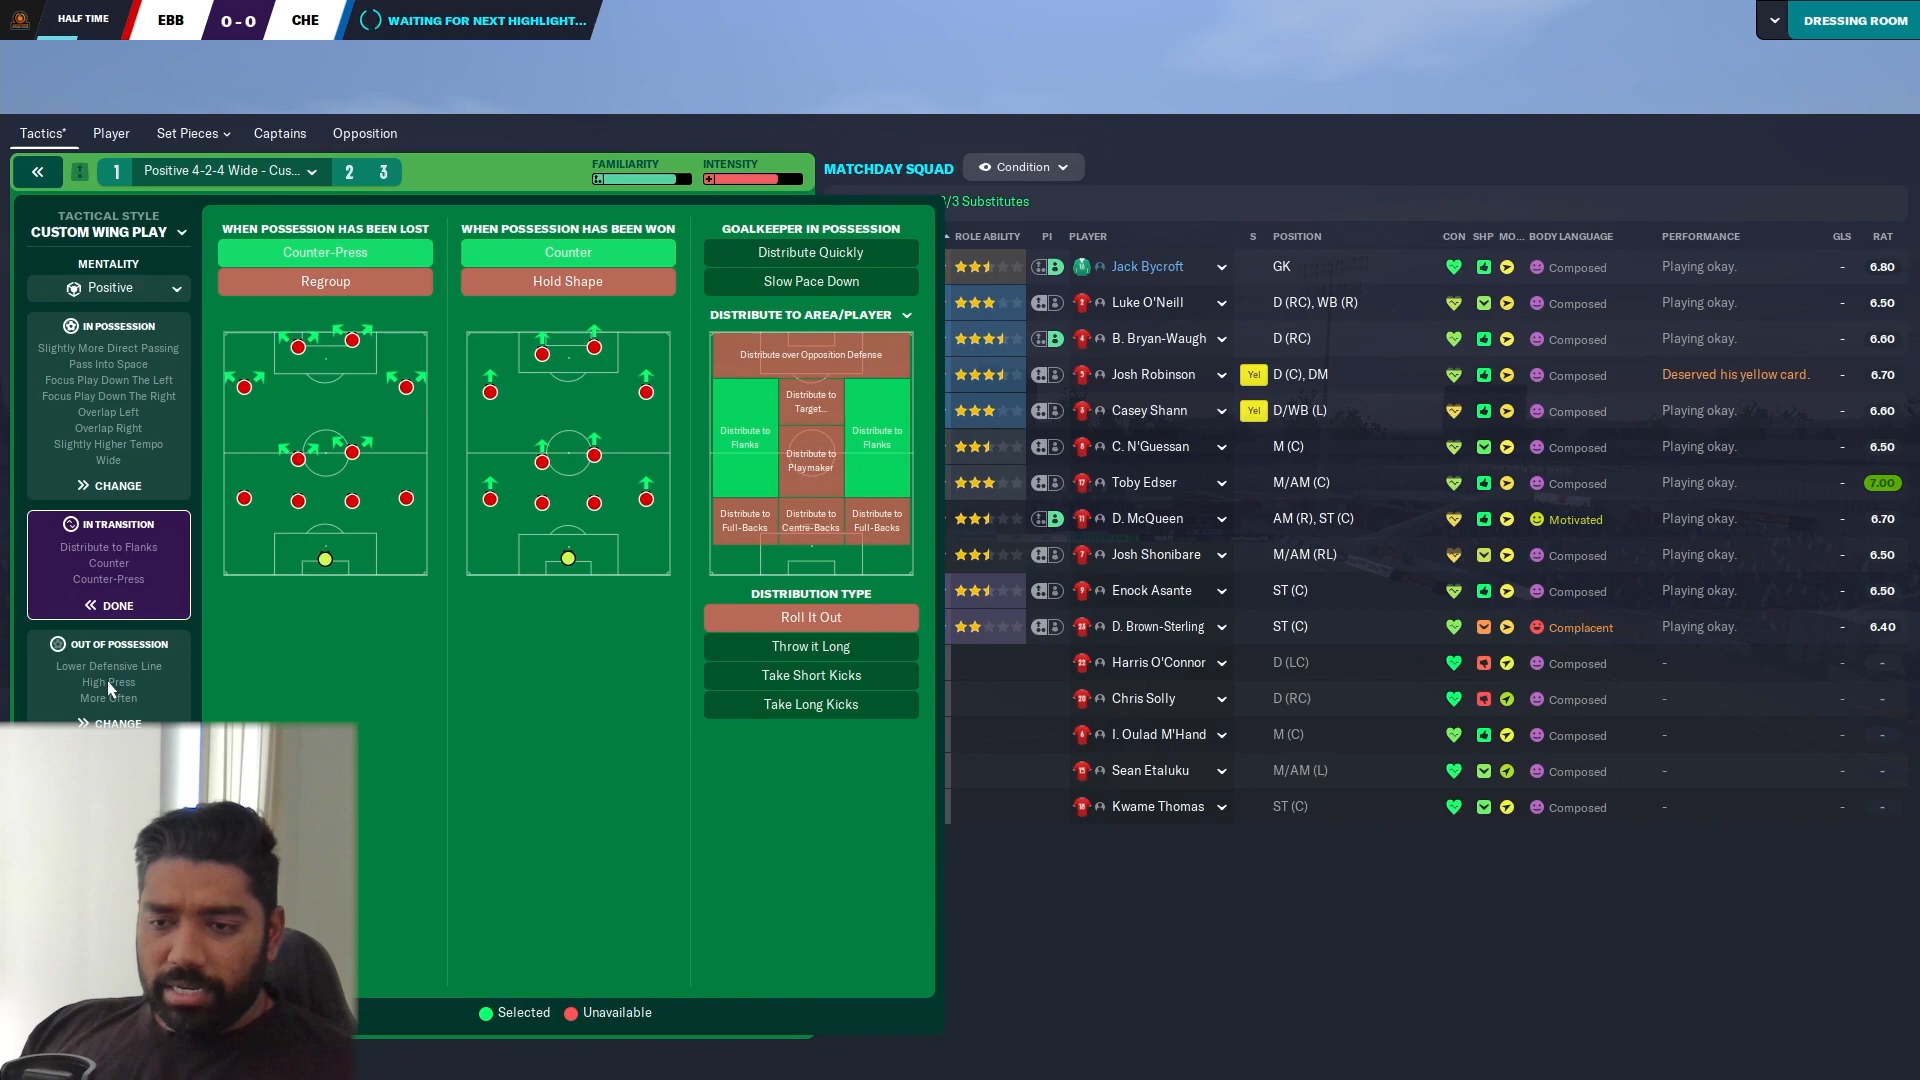 HALF TIME
EBB
0 - 0
CHE
WAITING FOR NEXT HIGHLIGHT...
DRESSING ROOM
Tactics*
Player
Set Pieces
Captains
Opposition
1
Positive 4-2-4 Wide - Cus...
2
3
FAMILIARITY
INTENSITY
MATCHDAY SQUAD
Condition
/3 Substitutes
TACTICAL STYLE
CUSTOM WING PLAY
MENTALITY
Positive
IN POSSESSION
Slightly More Direct Passing
Pass Into Space
Focus Play Down The Left
Focus Play Down The Right
Overlap Left
Overlap Right
Slightly Higher Tempo
Wide
CHANGE
IN TRANSITION
Distribute to Flanks
Counter
Counter-Press
DONE
OUT OF POSSESSION
Lower Defensive Line
High Press
More Often
CHANGE
WHEN POSSESSION HAS BEEN LOST
Counter-Press
Regroup
WHEN POSSESSION HAS BEEN WON
Counter
Hold Shape
GOALKEEPER IN POSSESSION
Distribute Quickly
Slow Pace Down
DISTRIBUTE TO AREA/PLAYER
Distribute over Opposition Defense
Distribute to
Target...
Distribute to
Flanks
Distribute to
Playmaker
Distribute to
Flanks
Distribute to
Full-Backs
Distribute to
Centre-Backs
Distribute to
Full-Backs
DISTRIBUTION TYPE
Roll It Out
Throw it Long
Take Short Kicks
Take Long Kicks
Selected
Unavailable
ROLE ABILITY PI PLAYER S POSITION CON SHP MO... BODY LANGUAGE PERFORMANCE GLS RAT
Jack Bycroft GK Composed Playing okay. - 6.80
Luke O'Neill D (RC), WB (R) Composed Playing okay. - 6.50
B. Bryan-Waugh D (RC) Composed Playing okay. - 6.60
Josh Robinson Yel D (C), DM Composed Deserved his yellow card. - 6.70
Casey Shann Yel D/WB (L) Composed Playing okay. - 6.60
C. N'Guessan M (C) Composed Playing okay. - 6.50
Toby Edser M/AM (C) Composed Playing okay. - 7.00
D. McQueen AM (R), ST (C) Motivated Playing okay. - 6.70
Josh Shonibare M/AM (RL) Composed Playing okay. - 6.50
Enock Asante ST (C) Composed Playing okay. - 6.50
D. Brown-Sterling ST (C) Complacent Playing okay. - 6.40
Harris O'Connor D (LC) Composed - - -
Chris Solly D (RC) Composed - - -
I. Oulad M'Hand M (C) Composed - - -
Sean Etaluku M/AM (L) Composed - - -
Kwame Thomas ST (C) Composed - - -